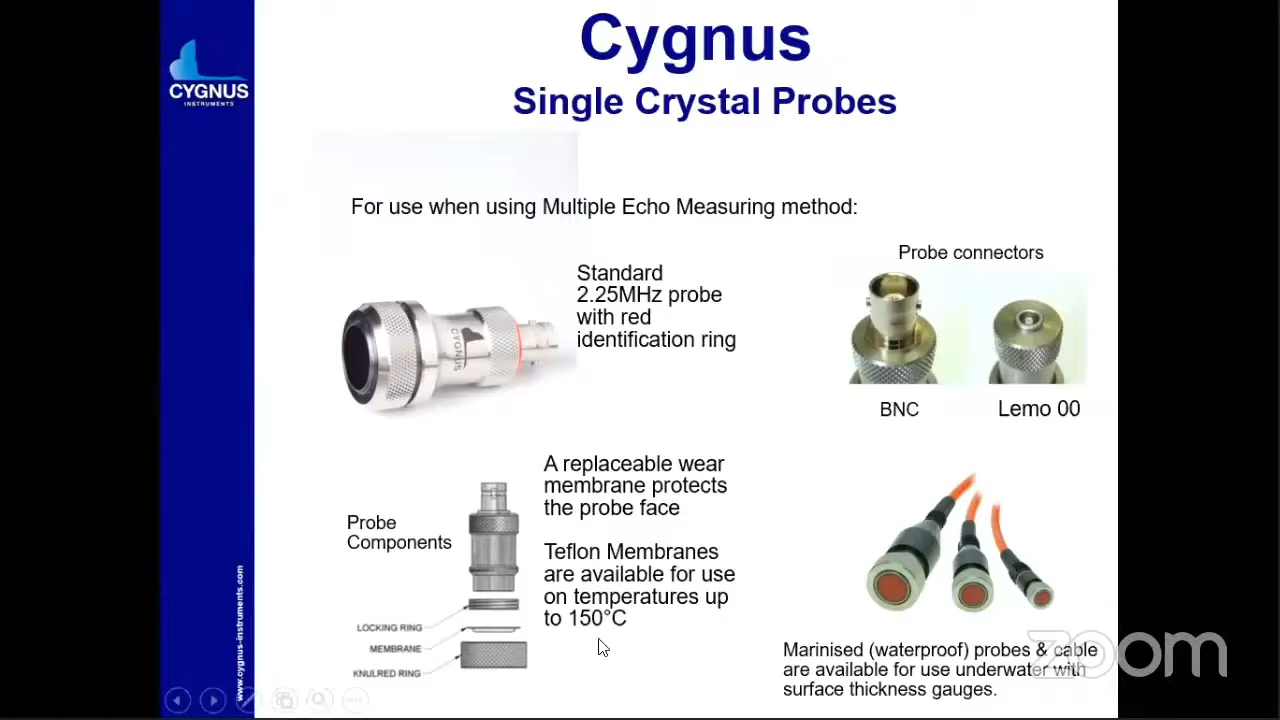 Cygnus
Single Crystal Probes
CYGNUS
INSTRUMENTS
For use when using Multiple Echo Measuring method:
Standard
2.25MHz probe
with red
identification ring
CYGNUS
Probe connectors
BNC
Lemo 00
A replaceable wear
membrane protects
the probe face
Teflon Membranes
are available for use
on temperatures up
to 150°C
Probe
Components
LOCKING RING
MEMBRANE
KNULRED RING
Marinised (waterproof) probes & cable
are available for use underwater with
surface thickness gauges.
www.cygnus-instruments.com
zoom